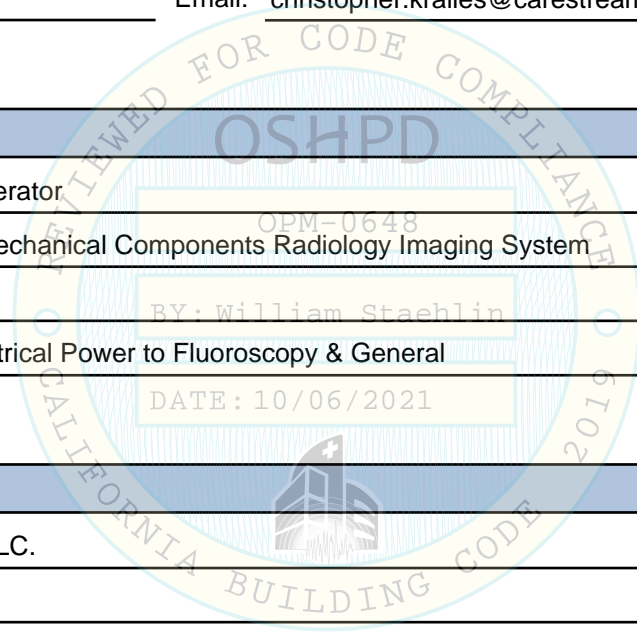 Email: christopher.kralles@carestream
REVIEWED FOR CODE COMPLIANCE
OSHPD
erator
OPM-0648
echanical Components Radiology Imaging System
BY: William Staehlin
trical Power to Fluoroscopy & General
DATE: 10/06/2021
LC.
CALIFORNIA BUILDING CODE 2019